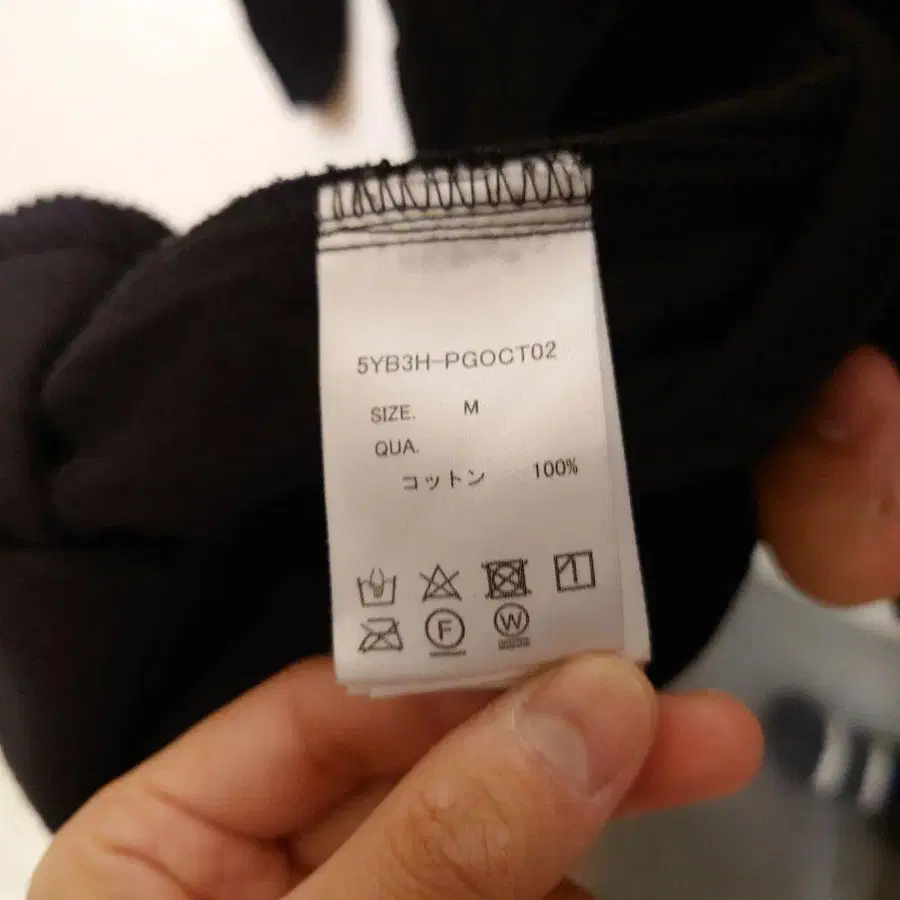 5YB3H-PGOCT02
SIZE. M
QUA.
コットン 100%
F
W